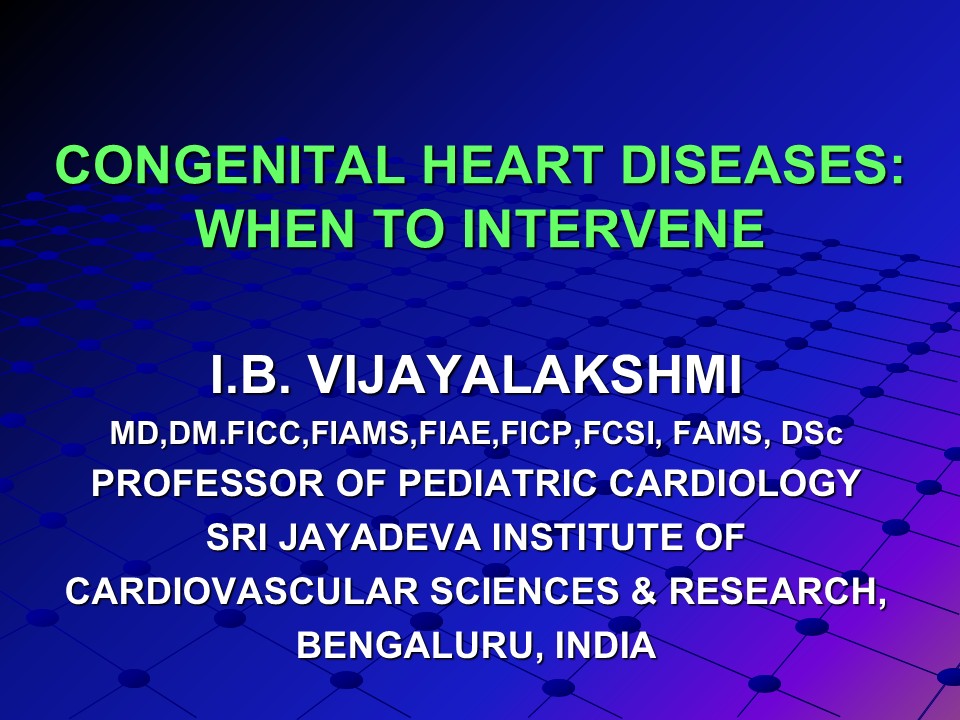 CONGENITAL HEART DISEASES:
WHEN TO INTERVENE
I.B. VIJAYALAKSHMI
MD,DM.FICC,FIAMS,FIAE,FICP,FCSI, FAMS, DSc
PROFESSOR OF PEDIATRIC CARDIOLOGY
SRI JAYADEVA INSTITUTE OF
CARDIOVASCULAR SCIENCES & RESEARCH,
BENGALURU, INDIA